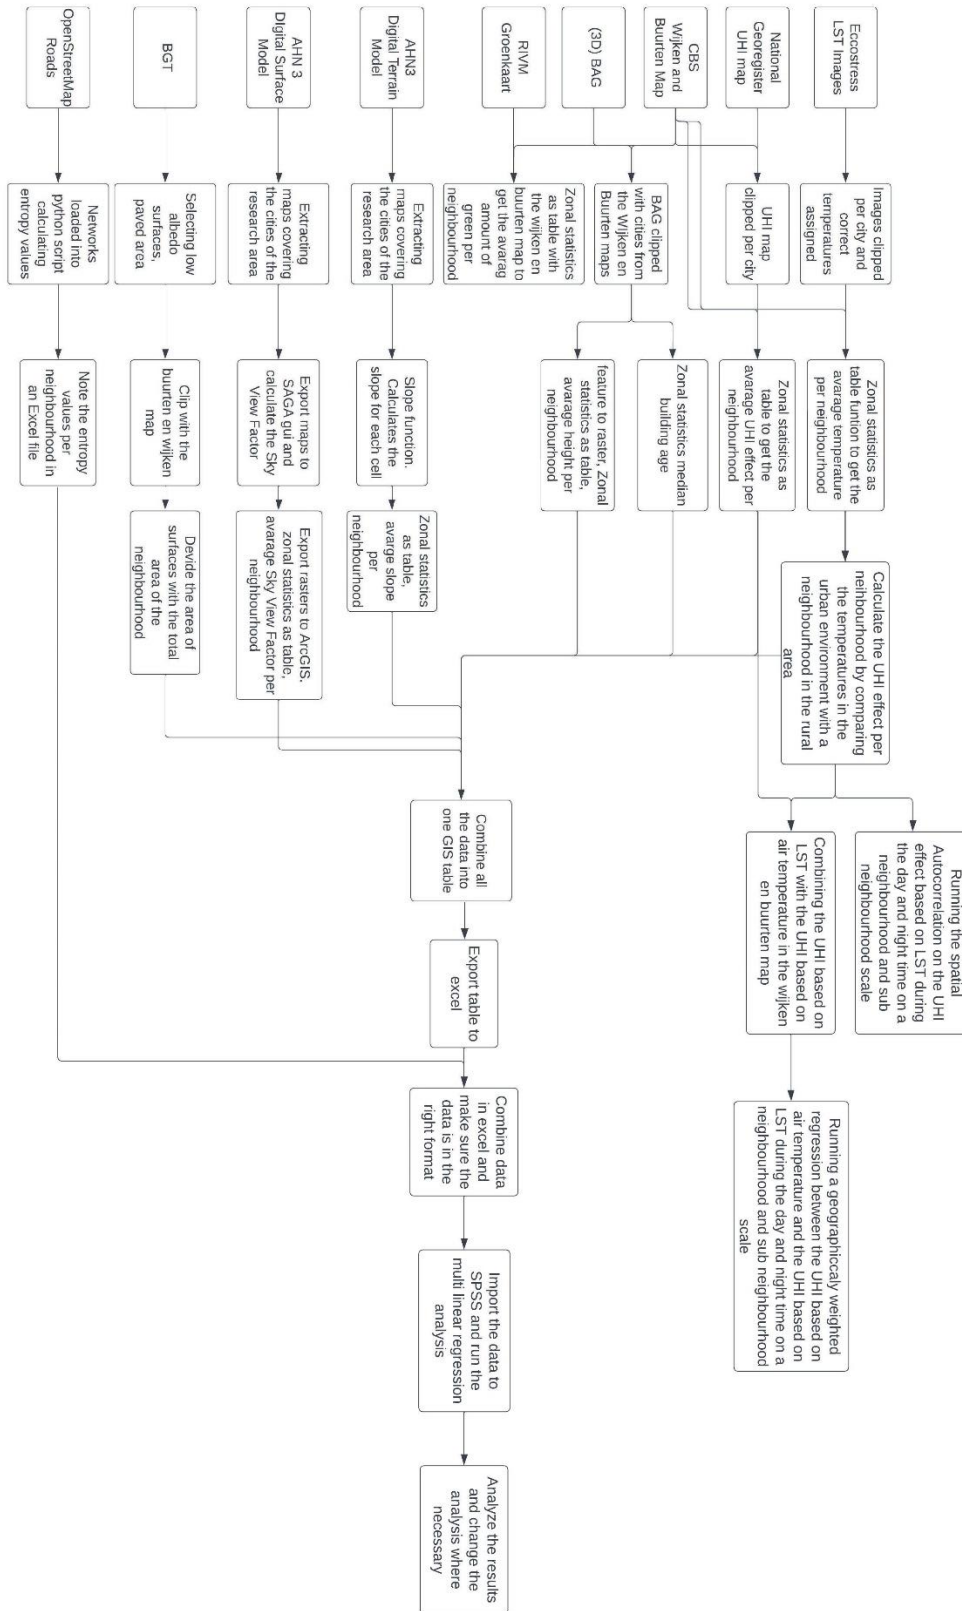 Eccostress
LST Images
Images clipped
per city and
correct
temperatures
assigned
Zonal statistics as
table funtion to get the
avarage temperature
per neighbourhood
Calculate the UHI effect per
neihbourhood by comparing
the temperatures in the
urban environment with a
neighbourhood in the rural
area
Running the spatial
Autocorrelation on the UHI
effect based on LST during
the day and night time on a
neighbourhood and sub
neighbourhood scale
National
Georegister
UHI map
UHI map
clipped per city
Zonal statistics as
table to get the
avarage UHI effect per
neighbourhood
Combining the UHI based on
LST with the UHI based on
air temperature in the wijken
en buurten map
Running a geographiccaly weighted
regression between the UHI based on
air temperature and the UHI based on
LST during the day and night time on a
neighbourhood and sub neighbourhood
scale
CBS
Wijken and
Buurten Map
(3D) BAG
BAG clipped
with cities from
the Wijken en
Buurten maps
Zonal statistics median
building age
feature to raster, Zonal
statistics as table,
avarage height per
neighbourhood
RIVM
Groenkaart
Zonal statistics
as table with
the wijken en
buurten map to
get the avarag
amount of
green per
neighbourhood
AHN3
Digital Terrain
Model
Extracting
maps covering
the cities of the
research area
Slope function.
Calculates the
slope for each cell
Zonal statistics
as table,
avarge slope
per
neighbourhood
AHN 3
DIgital Surface
Model
Extracting
maps covering
the cities of the
research area
Export maps to
SAGA gui and
calculate the Sky
View Factor
Export rasters to ArcGIS.
zonal statistics as table,
avarage Sky View Factor per
neighbourhood
BGT
Selecting low
albedo
surfaces,
paved area
Clip with the
buurten en wijken
map
Devide the area of
surfaces with the total
area of the
neighbourhood
OpenStreetMap
Roads
Networks
loaded into
python script
calculating
entropy values
Note the entropy
values per
neighbourhood in
an Excel file
Combine all
the data into
one GIS table
Export table to
excel
Combine data
in excel and
make sure the
data is in the
right format
Import the data to
SPSS and run the
multi linear regression
analysis
Analyze the results
and change the
analysis where
necessary